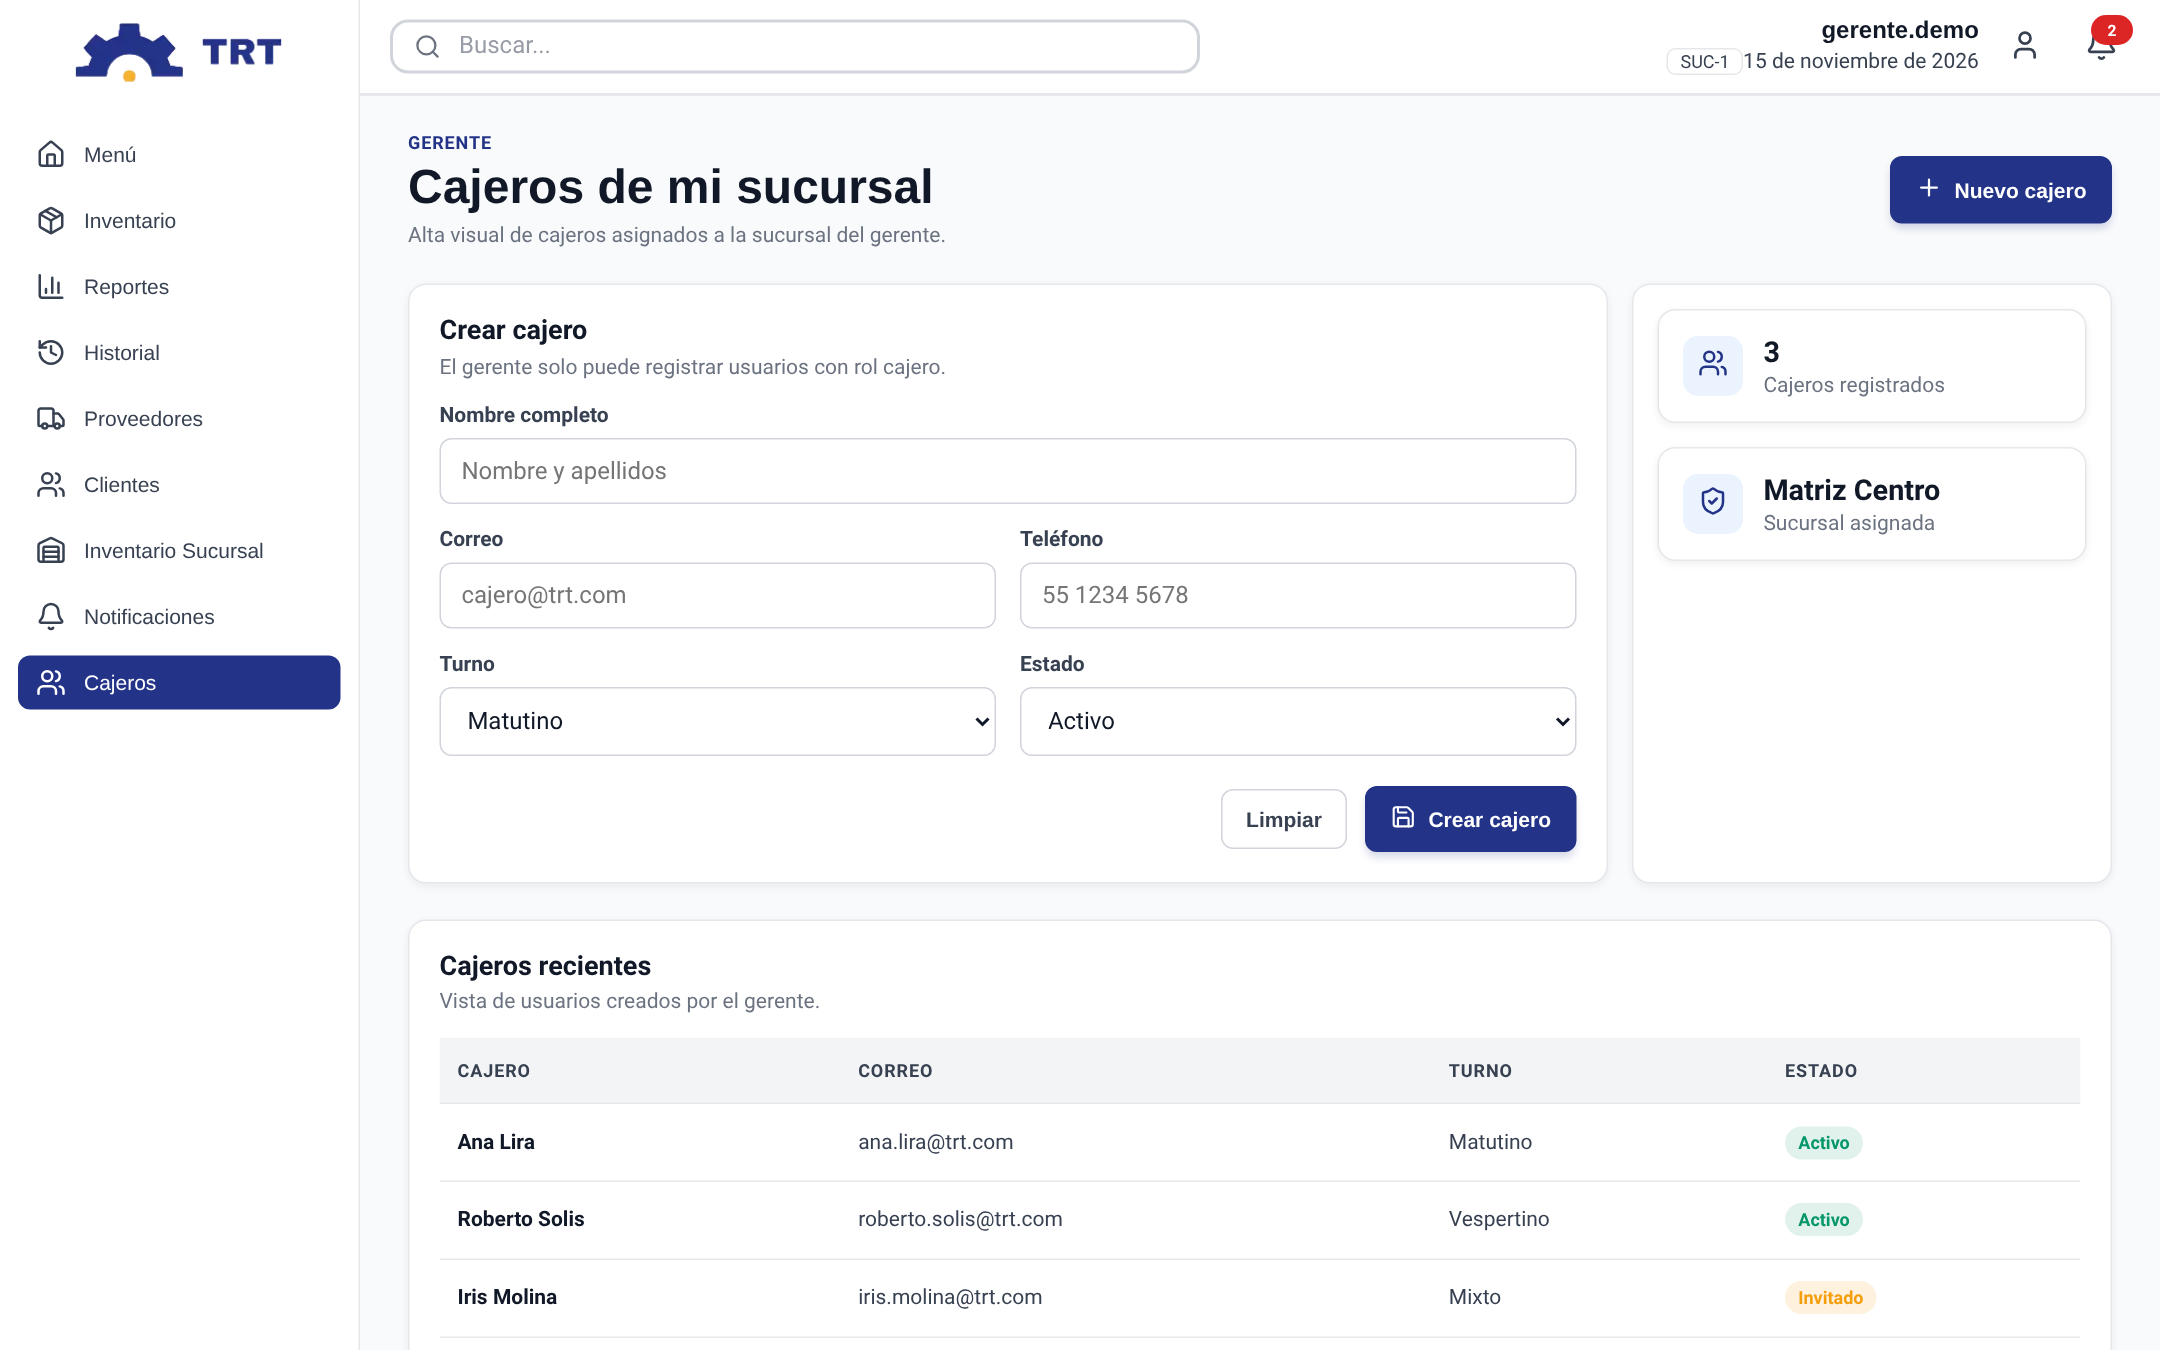 TRT
Menú
Inventario
Reportes
Historial
Proveedores
Clientes
Inventario Sucursal
Notificaciones
Cajeros
Buscar...
gerente.demo
SUC-1 15 de noviembre de 2026
2
GERENTE
Cajeros de mi sucursal
Alta visual de cajeros asignados a la sucursal del gerente.
Nuevo cajero
Crear cajero
El gerente solo puede registrar usuarios con rol cajero.
Nombre completo
Nombre y apellidos
Correo Teléfono
cajero@trt.com 55 1234 5678
Turno Estado
Matutino Activo
Limpiar Crear cajero
3
Cajeros registrados
Matriz Centro
Sucursal asignada
Cajeros recientes
Vista de usuarios creados por el gerente.
CAJERO CORREO TURNO ESTADO
Ana Lira ana.lira@trt.com Matutino Activo
Roberto Solis roberto.solis@trt.com Vespertino Activo
Iris Molina iris.molina@trt.com Mixto Invitado